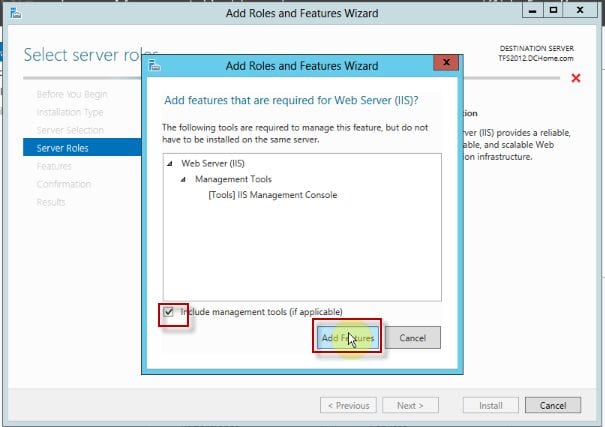 Add Roles and Features Wizard
Select server roles
DESTINATION SERVER
TFS2012.DCHome.com
Before You Begin
Installation Type
Server Selection
Server Roles
Features
Confirmation
Results
Add Roles and Features Wizard
Add features that are required for Web Server (IIS)?
The following tools are required to manage this feature, but do not
have to be installed on the same server.
Web Server (IIS)
Management Tools
[Tools] IIS Management Console
Include management tools (if applicable)
Add Features
Cancel
(IIS) provides a reliable,
and scalable Web
infrastructure.
< Previous
Next >
Install
Cancel